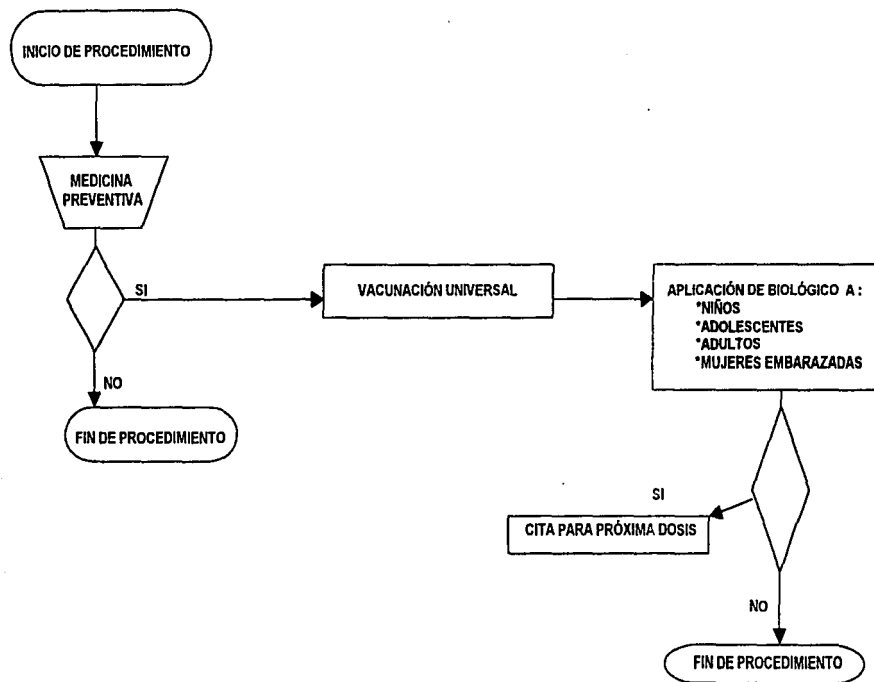 INICIO DE PROCEDIMIENTO
MEDICINA
PREVENTIVA
SI
VACUNACIÓN UNIVERSAL
APLICACIÓN DE BIOLÓGICO A :
*NIÑOS
*ADOLESCENTES
*ADULTOS
*MUJERES EMBARAZADAS
NO
FIN DE PROCEDIMIENTO
SI
CITA PARA PRÓXIMA DOSIS
NO
FIN DE PROCEDIMIENTO